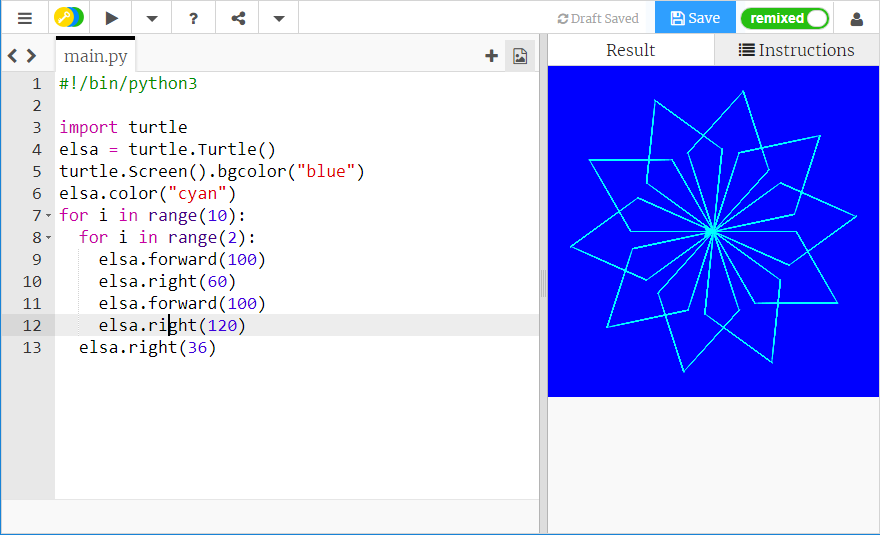 ? Draft Saved Save remixed
main.py Result Instructions
1 #!/bin/python3
2
3 import turtle
4 elsa = turtle.Turtle()
5 turtle.Screen().bgcolor("blue")
6 elsa.color("cyan")
7 for i in range(10):
8 for i in range(2):
9 elsa.forward(100)
10 elsa.right(60)
11 elsa.forward(100)
12 elsa.right(120)
13 elsa.right(36)